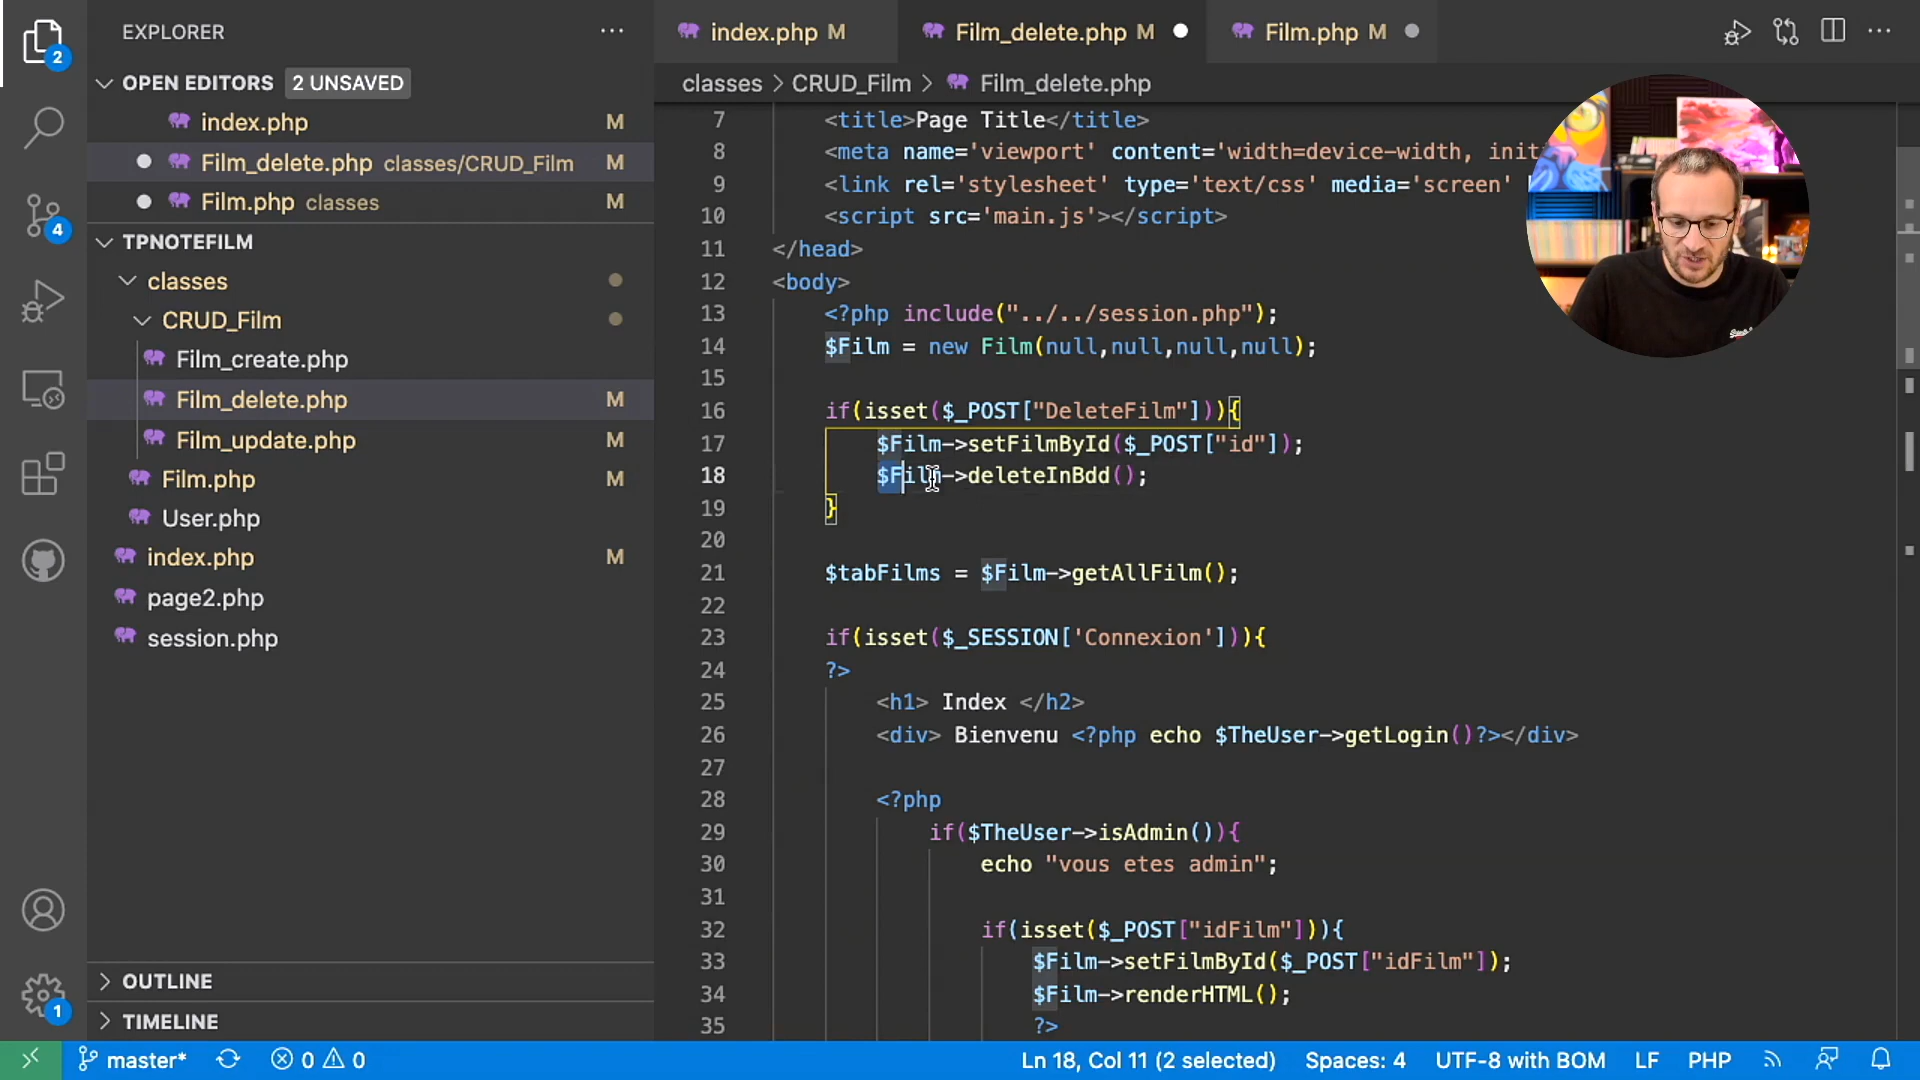 EXPLORER
OPEN EDITORS 2 UNSAVED
index.php M
Film_delete.php classes/CRUD_Film M
Film.php classes M
TPNOTEFILM
classes
CRUD_Film
Film_create.php
Film_delete.php M
Film_update.php M
Film.php M
User.php
index.php M
page2.php
session.php
OUTLINE
TIMELINE
2
4
1
index.php M
Film_delete.php M
Film.php M
classes > CRUD_Film > Film_delete.php
7 <title>Page Title</title>
8 <meta name='viewport' content='width=device-width, initi
9 <link rel='stylesheet' type='text/css' media='screen'
10 <script src='main.js'></script>
11 </head>
12 <body>
13 <?php include("../../session.php");
14 $Film = new Film(null,null,null,null);
15
16 if(isset($_POST["DeleteFilm"])){
17 $Film->setFilmById($_POST["id"]);
18 $Film->deleteInBdd();
19 }
20
21 $tabFilms = $Film->getAllFilm();
22
23 if(isset($_SESSION['Connexion'])){
24 ?>
25 <h1> Index </h2>
26 <div> Bienvenu <?php echo $TheUser->getLogin()?></div>
27
28 <?php
29 if($TheUser->isAdmin()){
30 echo "vous etes admin";
31
32 if(isset($_POST["idFilm"])){
33 $Film->setFilmById($_POST["idFilm"]);
34 $Film->renderHTML();
35 ?>
master* 0 0 Ln 18, Col 11 (2 selected) Spaces: 4 UTF-8 with BOM LF PHP